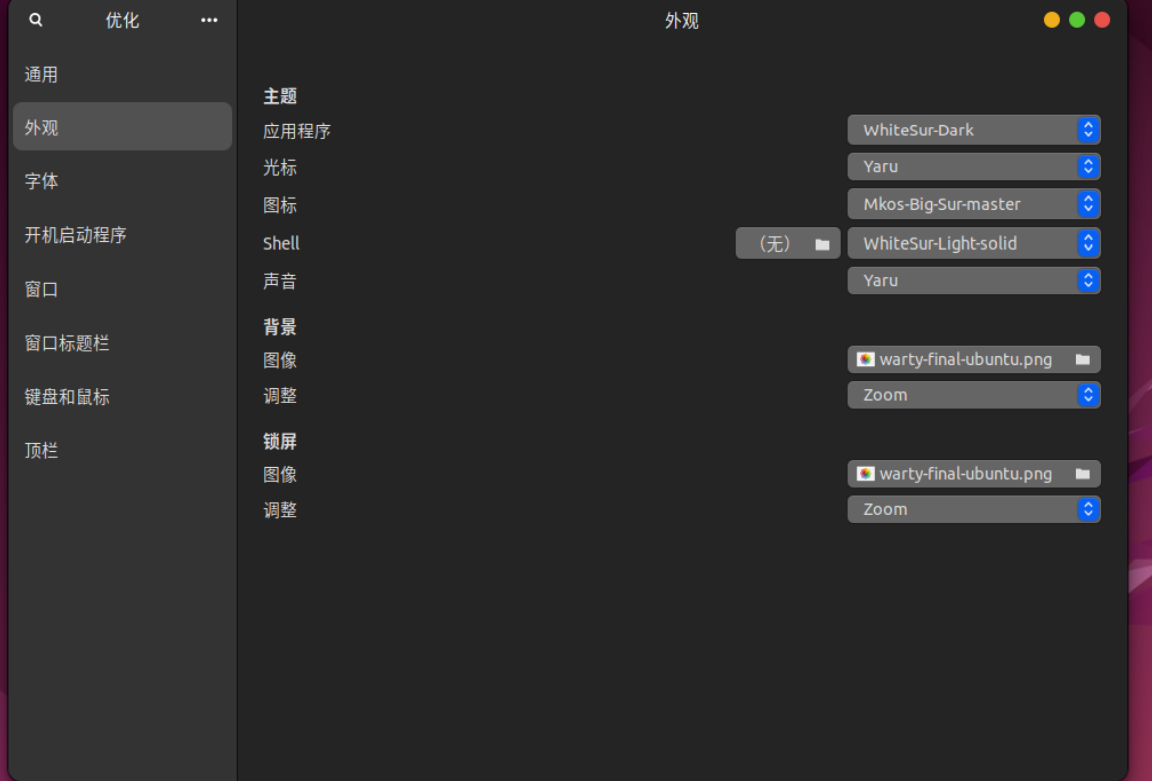 优化
外观
通用
外观
字体
开机启动程序
窗口
窗口标题栏
键盘和鼠标
顶栏
主题
应用程序 WhiteSur-Dark
光标 Yaru
图标 Mkos-Big-Sur-master
Shell （无） WhiteSur-Light-solid
声音 Yaru
背景
图像 warty-final-ubuntu.png
调整 Zoom
锁屏
图像 warty-final-ubuntu.png
调整 Zoom